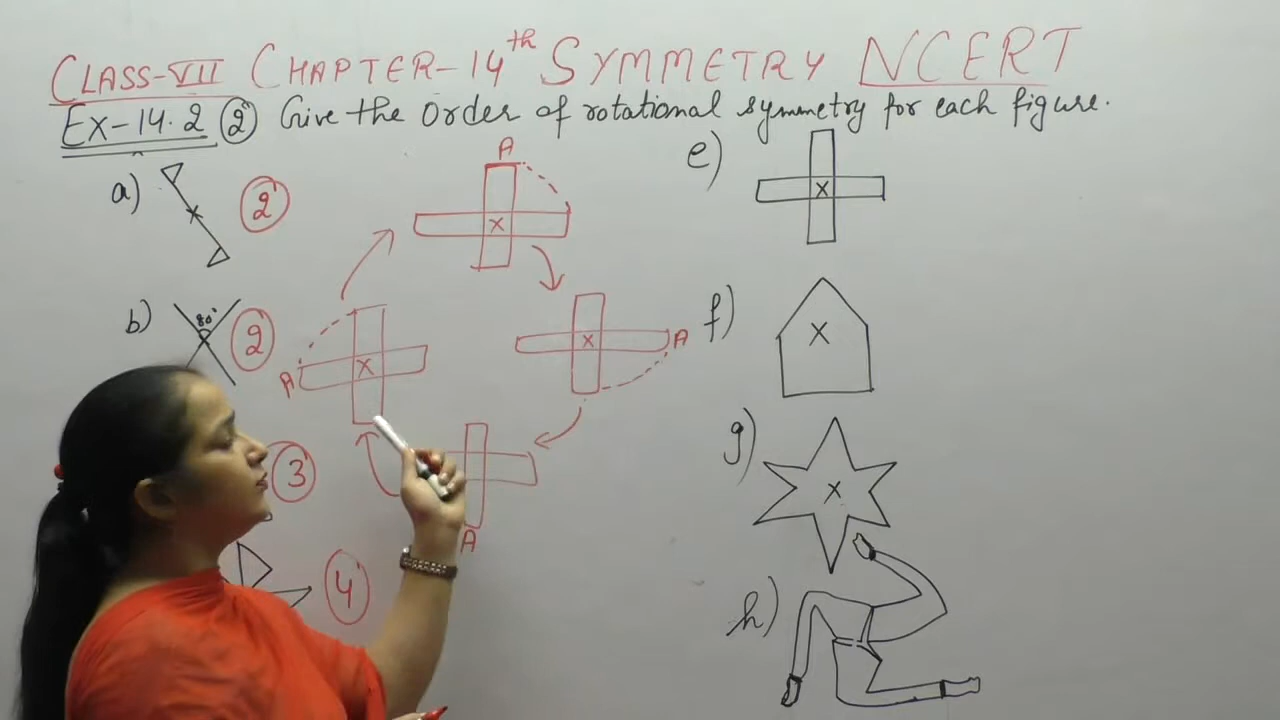 CLASS-VII CHAPTER-14th SYMMETRY NCERT
EX-14.2 (2) Give the Order of rotational symmetry for each figure.
a) × 2
b) 80° 2
3
4
A ×
× A
A
A ×
e) ×
f) ×
g) ×
h)